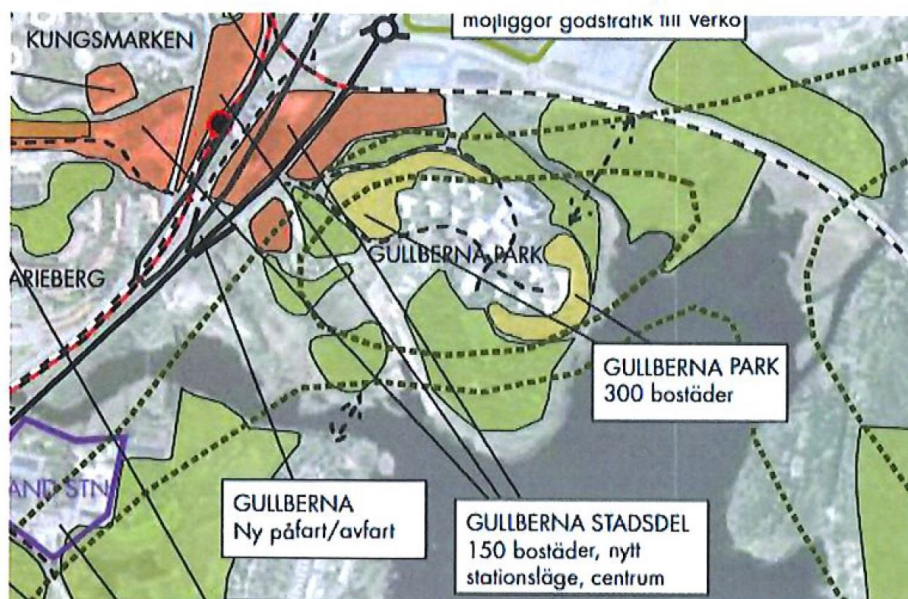 möjliggör godstrafik till Verkö
KUNGSMARKEN
GULLBERNA PARK
ARIEBERG
GULLBERNA PARK
300 bostäder
AND STN
GULLBERNA
Ny påfart/avfart
GULLBERNA STADSDEL
150 bostäder, nytt
stationsläge, centrum